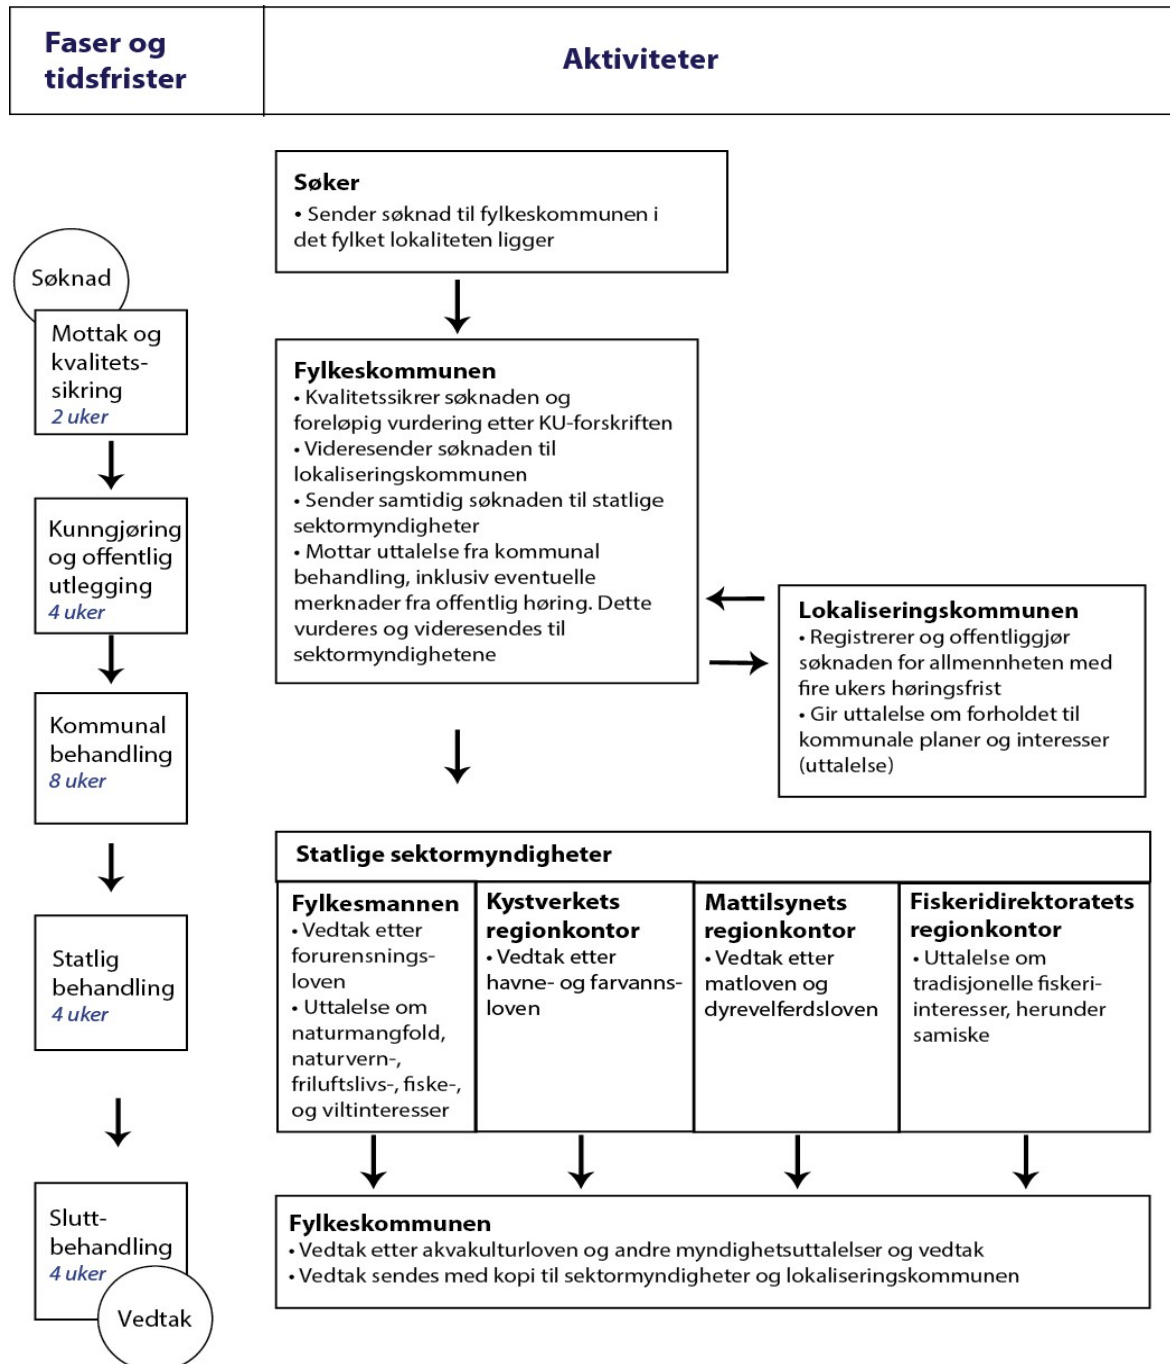 Faser og
tidsfrister
Aktiviteter
Søknad
Mottak og
kvalitets-
sikring
2 uker
Kunngjøring
og offentlig
utlegging
4 uker
Kommunal
behandling
8 uker
Statlig
behandling
4 uker
Slutt-
behandling
4 uker
Vedtak
Søker
• Sender søknad til fylkeskommunen i
det fylket lokaliteten ligger
Fylkeskommunen
• Kvalitetssikrer søknaden og
foreløpig vurdering etter KU-forskriften
• Videresender søknaden til
lokaliseringskommunen
• Sender samtidig søknaden til statlige
sektormyndigheter
• Mottar uttalelse fra kommunal
behandling, inklusiv eventuelle
merknader fra offentlig høring. Dette
vurderes og videresendes til
sektormyndighetene
Lokaliseringskommunen
• Registrerer og offentliggjør
søknaden for allmennheten med
fire ukers høringsfrist
• Gir uttalelse om forholdet til
kommunale planer og interesser
(uttalelse)
Statlige sektormyndigheter
Fylkesmannen
• Vedtak etter
forurensnings-
loven
• Uttalelse om
naturmangfold,
naturvern-,
friluftslivs-, fiske-,
og viltinteresser
Kystverkets
regionkontor
• Vedtak etter
havne- og farvanns-
loven
Mattilsynets
regionkontor
• Vedtak etter
matloven og
dyrevelferdsloven
Fiskeridirektoratets
regionkontor
• Uttalelse om
tradisjonelle fiskeri-
interesser, herunder
samiske
Fylkeskommunen
• Vedtak etter akvakulturloven og andre myndighetsuttalelser og vedtak
• Vedtak sendes med kopi til sektormyndigheter og lokaliseringskommunen